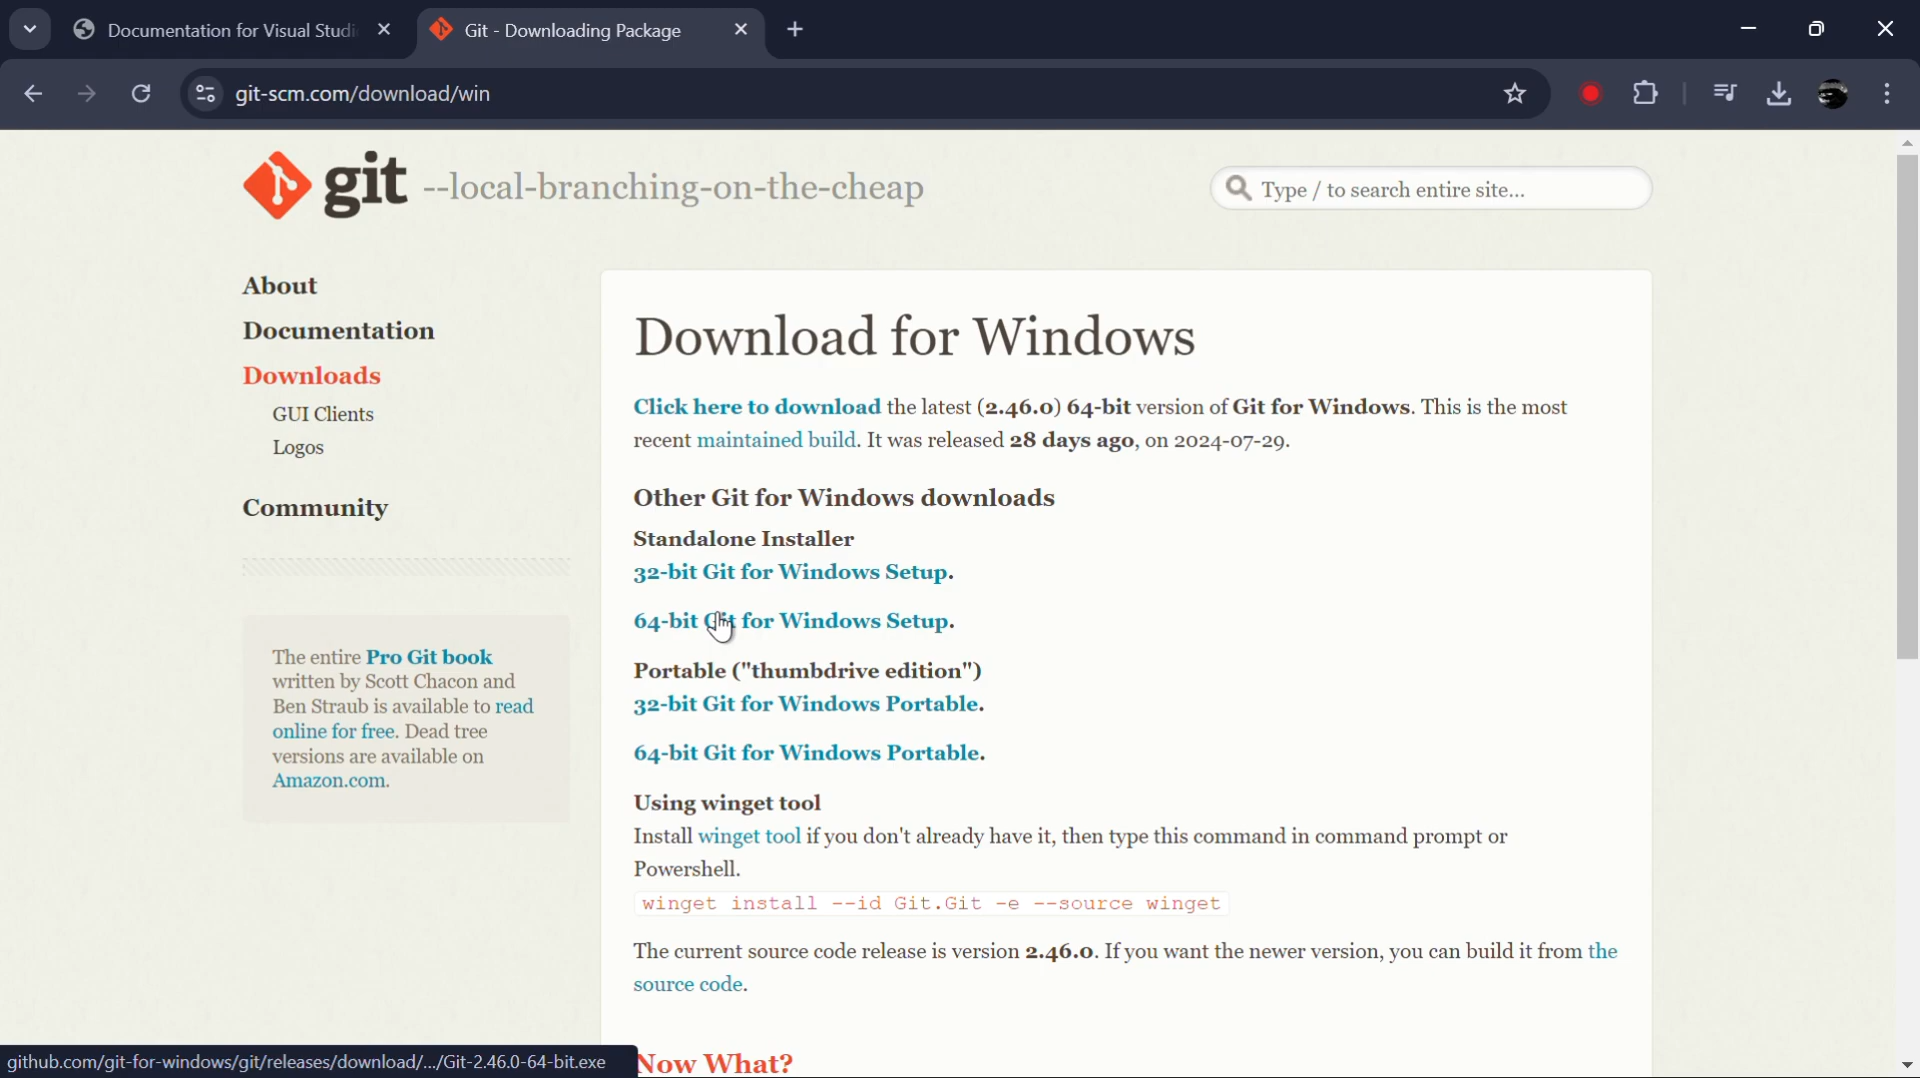 Documentation for Visual Studi
Git - Downloading Package
git-scm.com/download/win
git --local-branching-on-the-cheap
Type / to search entire site...
About
Documentation
Downloads
GUI Clients
Logos
Community
The entire Pro Git book
written by Scott Chacon and
Ben Straub is available to read
online for free. Dead tree
versions are available on
Amazon.com.
Download for Windows
Click here to download the latest (2.46.0) 64-bit version of Git for Windows. This is the most
recent maintained build. It was released 28 days ago, on 2024-07-29.
Other Git for Windows downloads
Standalone Installer
32-bit Git for Windows Setup.
64-bit Git for Windows Setup.
Portable ("thumbdrive edition")
32-bit Git for Windows Portable.
64-bit Git for Windows Portable.
Using winget tool
Install winget tool if you don't already have it, then type this command in command prompt or
Powershell.
winget install --id Git.Git -e --source winget
The current source code release is version 2.46.0. If you want the newer version, you can build it from the
source code.
Now What?
github.com/git-for-windows/git/releases/download/.../Git-2.46.0-64-bit.exe